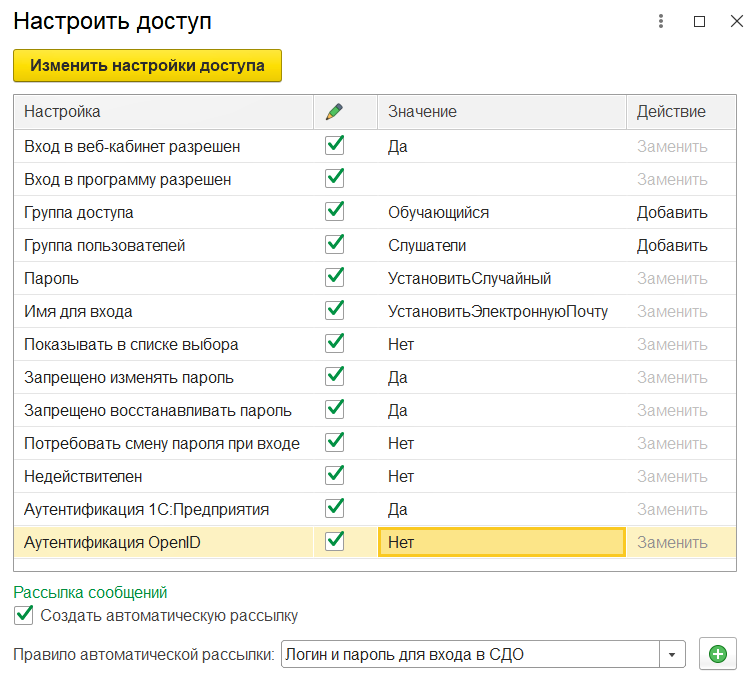 Настроить доступ
Изменить настройки доступа
Настройка Значение Действие
Вход в веб-кабинет разрешен Да Заменить
Вход в программу разрешен Заменить
Группа доступа Обучающийся Добавить
Группа пользователей Слушатели Добавить
Пароль УстановитьСлучайный Заменить
Имя для входа УстановитьЭлектроннуюПочту Заменить
Показывать в списке выбора Нет Заменить
Запрещено изменять пароль Да Заменить
Запрещено восстанавливать пароль Да Заменить
Потребовать смену пароля при входе Нет Заменить
Недействителен Нет Заменить
Аутентификация 1С:Предприятия Да Заменить
Аутентификация OpenID Нет Заменить
Рассылка сообщений
Создать автоматическую рассылку
Правило автоматической рассылки: Логин и пароль для входа в СДО